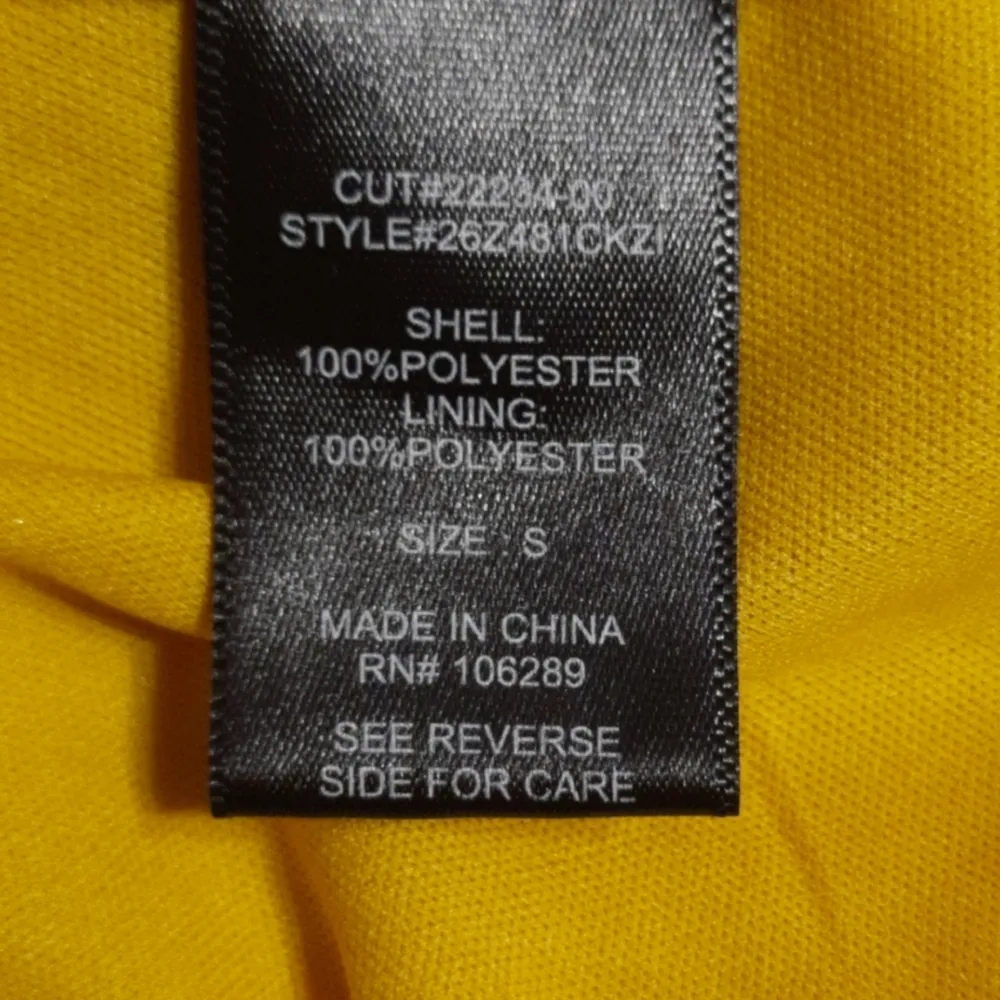 CUT#22234-00
STYLE#26Z481CKZI
SHELL:
100%POLYESTER
LINING:
100%POLYESTER
SIZE : S
MADE IN CHINA
RN# 106289
SEE REVERSE
SIDE FOR CARE